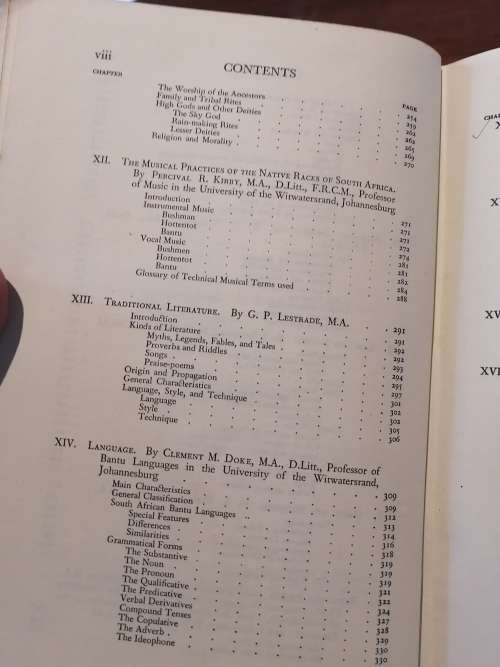 viii
CONTENTS
CHAPTER PAGE
The Worship of the Ancestors . . . . . 254
Family and Tribal Rites . . . . . 259
High Gods and Other Deities . . . . . 262
The Sky God . . . . . 262
Rain-making Rites . . . . . 265
Lesser Deities . . . . . 269
Religion and Morality . . . . . 270
XII. THE MUSICAL PRACTICES OF THE NATIVE RACES OF SOUTH AFRICA.
By PERCIVAL R. KIRBY, M.A., D.Litt., F.R.C.M., Professor
of Music in the University of the Witwatersrand, Johannesburg
Introduction . . . . . 271
Instrumental Music . . . . . 271
Bushman . . . . . 271
Hottentot . . . . . 272
Bantu . . . . . 274
Vocal Music . . . . . 281
Bushmen . . . . . 281
Hottentot . . . . . 282
Bantu . . . . . 284
Glossary of Technical Musical Terms used . . . . 288
XIII. TRADITIONAL LITERATURE. By G. P. LESTRADE, M.A. . . 291
Introduction . . . . . 291
Kinds of Literature . . . . . 292
Myths, Legends, Fables, and Tales . . . . . 292
Proverbs and Riddles . . . . . 293
Songs . . . . . 294
Praise-poems . . . . . 295
Origin and Propagation . . . . . 297
General Characteristics . . . . . 301
Language, Style, and Technique . . . . . 302
Language . . . . . 302
Style . . . . . 305
Technique . . . . . 306
XIV. LANGUAGE. By CLEMENT M. DOKE, M.A., D.Litt., Professor of
Bantu Languages in the University of the Witwatersrand,
Johannesburg . . . . . 309
Main Characteristics . . . . . 309
General Classification . . . . . 312
South African Bantu Languages . . . . . 313
Special Features . . . . . 314
Differences . . . . . 316
Similarities . . . . . 318
Grammatical Forms . . . . . 319
The Substantive . . . . . 319
The Noun . . . . . 319
The Pronoun . . . . . 321
The Qualificative . . . . . 322
The Predicative . . . . . 324
Verbal Derivatives . . . . . 327
Compound Tenses . . . . . 328
The Copulative . . . . . 329
The Adverb . . . . . 330
The Ideophone . . . . . 330